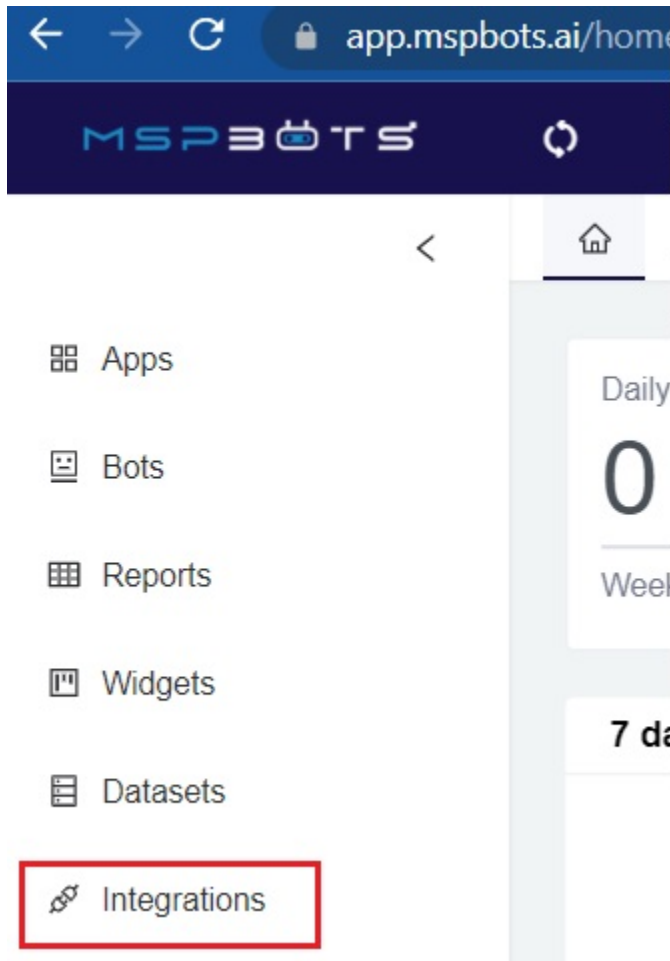 app.mspbots.ai/home
MSPBOTS
Apps
Daily
0
Bots
Reports
Week
Widgets
7 da
Datasets
Integrations